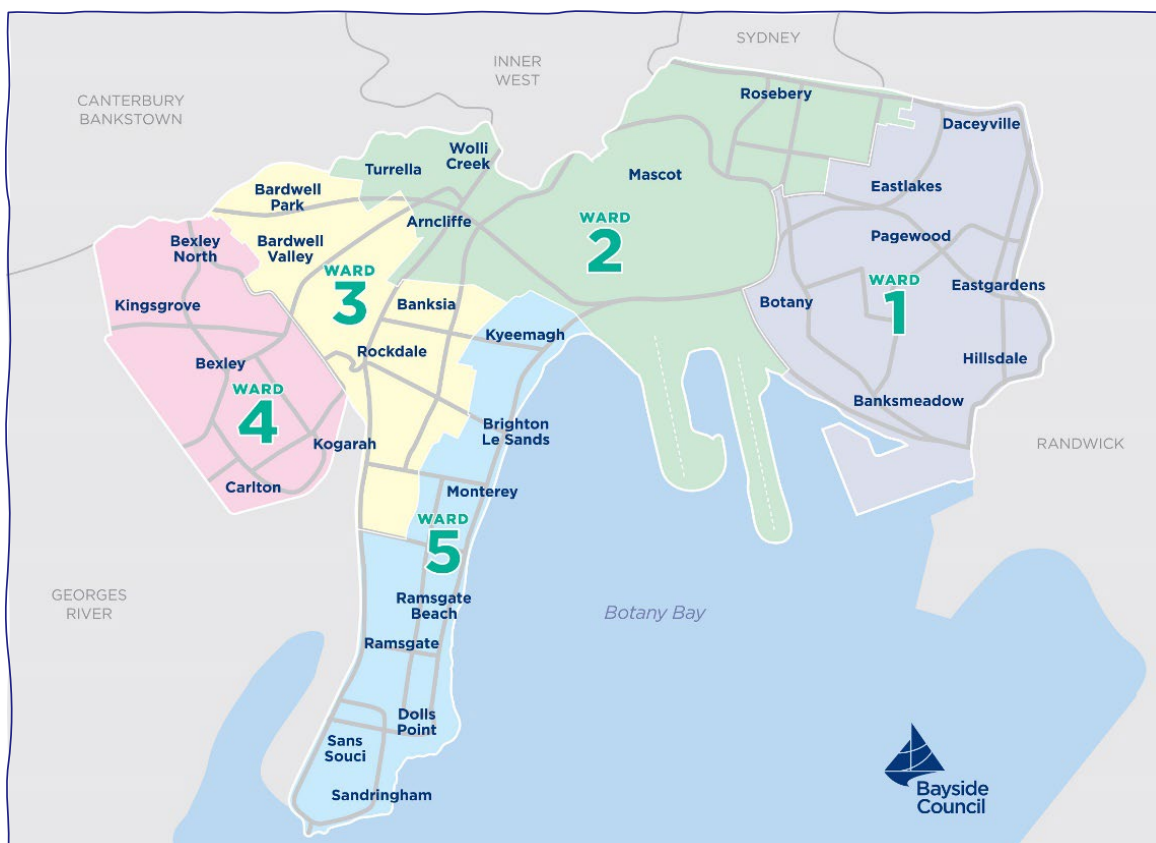 SYDNEY
INNER
WEST
CANTERBURY
BANKSTOWN
Rosebery
Daceyville
Wolli
Creek
Turrella
Mascot
Eastlakes
Bardwell
Park
Arncliffe
WARD
2
Pagewood
Bexley
North
Bardwell
Valley
WARD
3
Banksia
Kingsgrove
Botany
WARD
1
Eastgardens
Kyeemagh
Rockdale
Hillsdale
Bexley
WARD
4
Banksmeadow
Brighton
Le Sands
Kogarah
RANDWICK
Carlton
Monterey
WARD
5
GEORGES
RIVER
Ramsgate
Beach
Botany Bay
Ramsgate
Dolls
Point
Sans
Souci
Sandringham
Bayside
Council